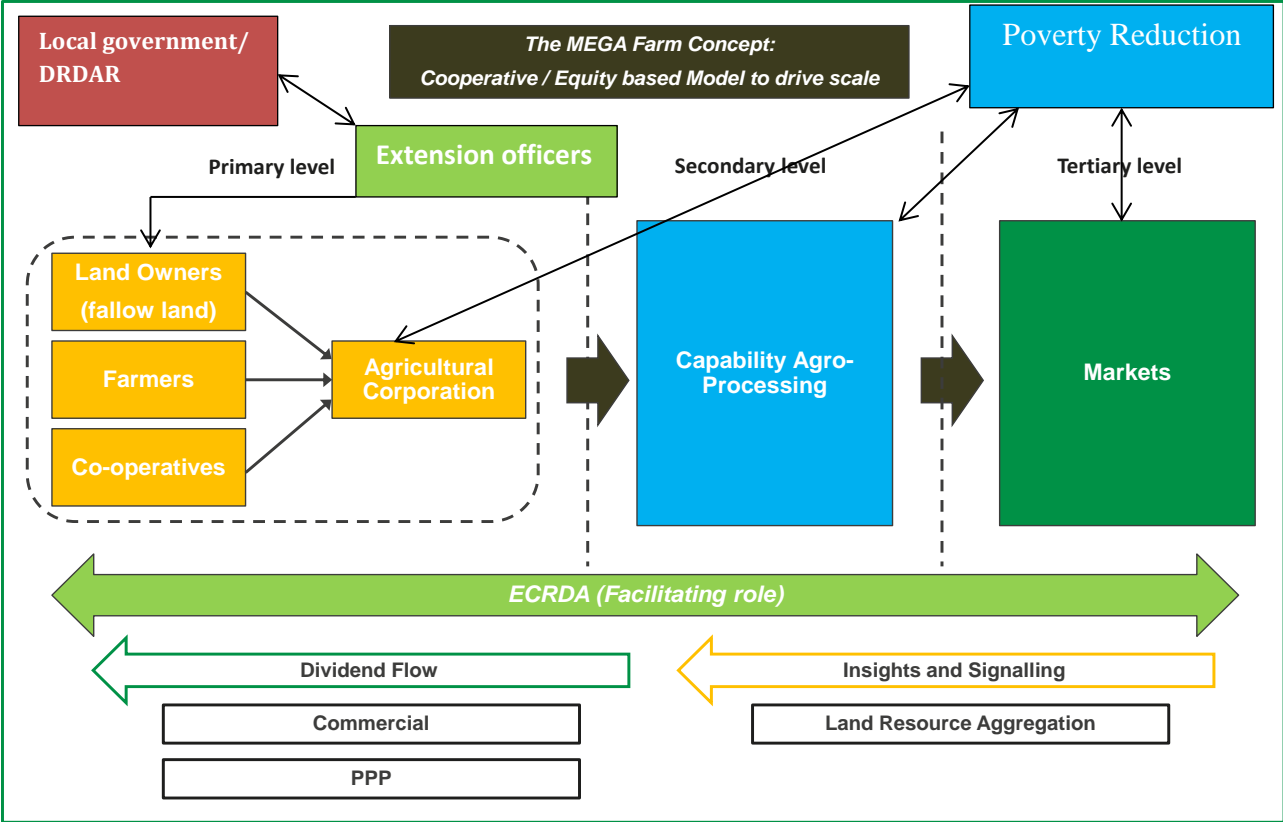 Local government/
DRDAR
The MEGA Farm Concept:
Cooperative / Equity based Model to drive scale
Poverty Reduction
Extension officers
Primary level
Secondary level
Tertiary level
Land Owners
(fallow land)
Farmers
Co-operatives
Agricultural
Corporation
Capability Agro-
Processing
Markets
ECRDA (Facilitating role)
Dividend Flow
Insights and Signalling
Commercial
Land Resource Aggregation
PPP